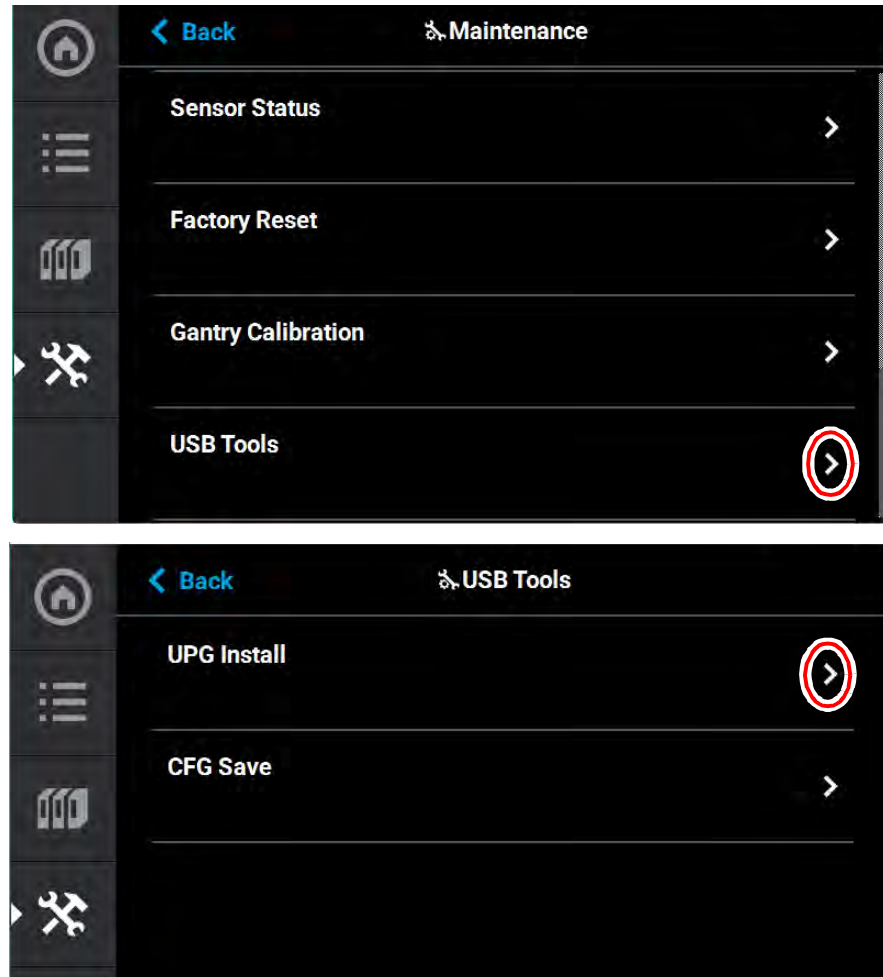 Back
Maintenance
Sensor Status
Factory Reset
Gantry Calibration
USB Tools
Back
USB Tools
UPG Install
CFG Save